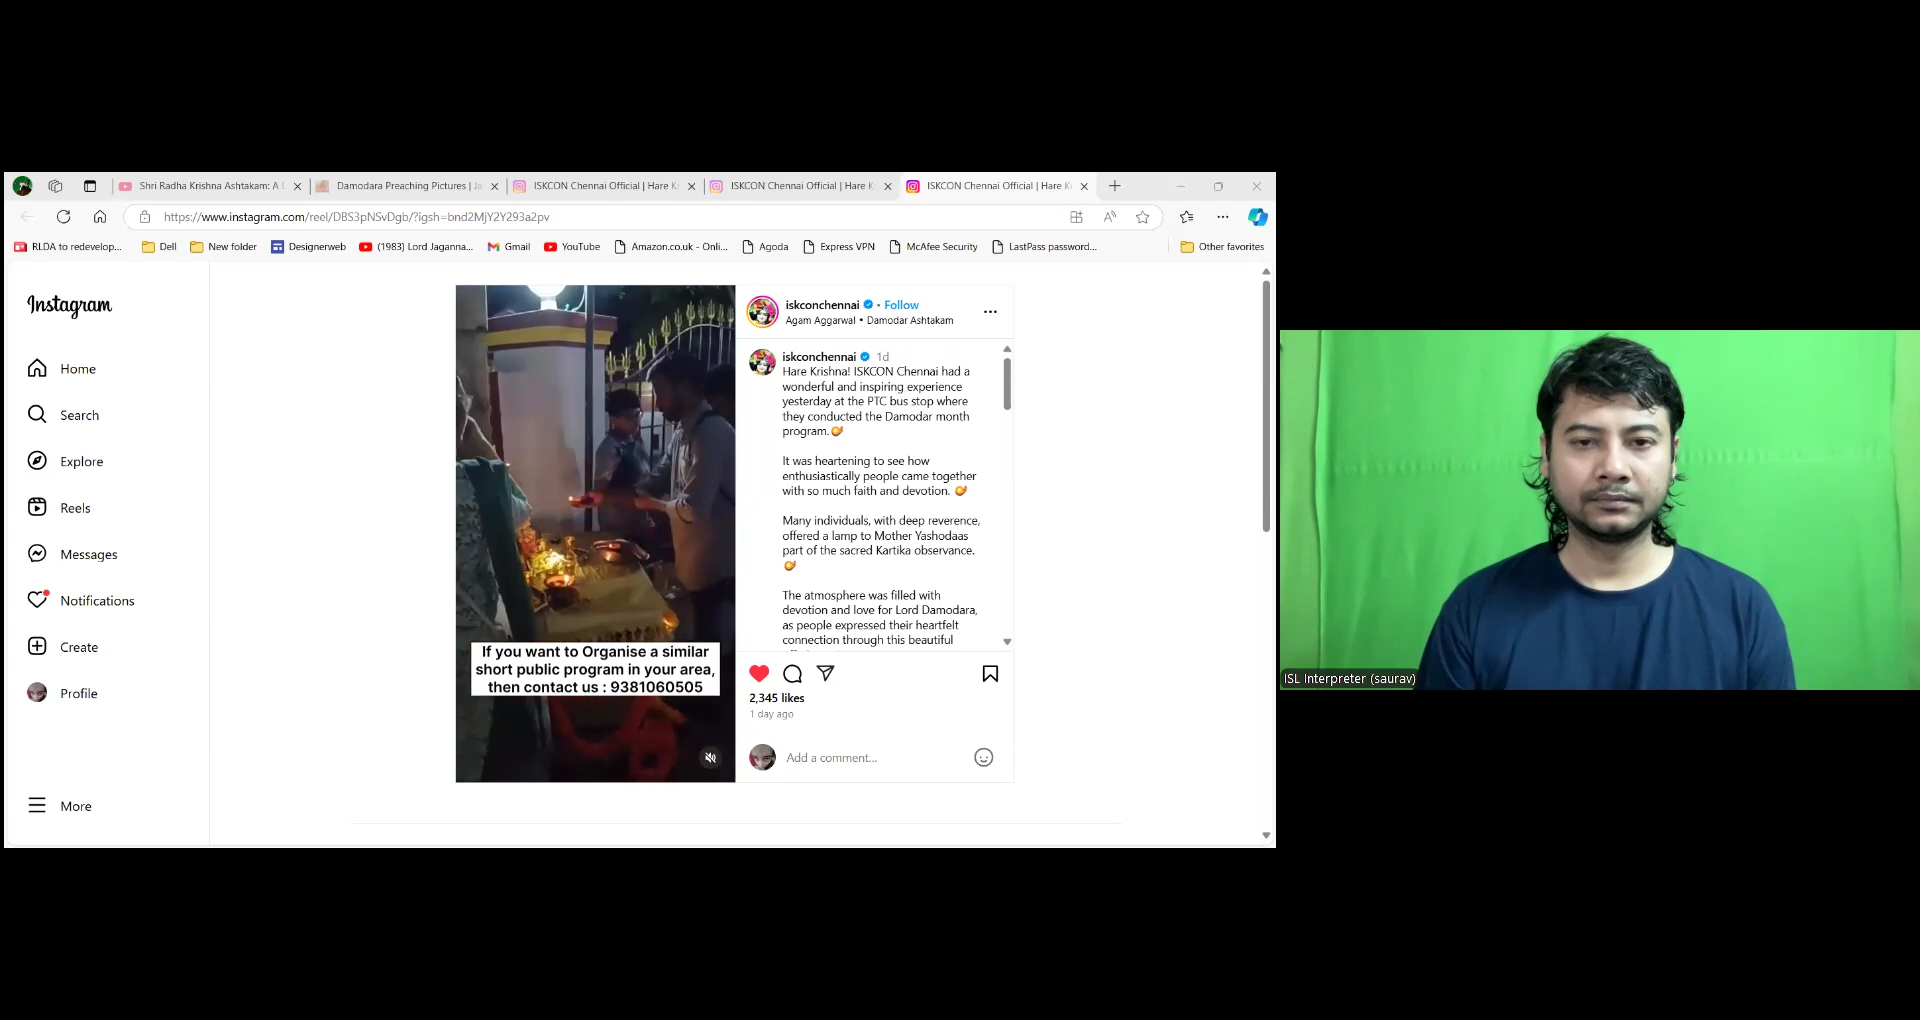 Shri Radha Krishna Ashtakam: A D
Damodara Preaching Pictures | Ja
ISKCON Chennai Official | Hare K
ISKCON Chennai Official | Hare K
ISKCON Chennai Official | Hare K
https://www.instagram.com/reel/DBS3pNSvDgb/?igsh=bnd2MjY2Y293a2pv
RLDA to redevelop...
Dell
New folder
Designerweb
(1983) Lord Jaganna...
Gmail
YouTube
Amazon.co.uk - Onli...
Agoda
Express VPN
McAfee Security
LastPass password...
Other favorites
Instagram
Home
Search
Explore
Reels
Messages
Notifications
Create
Profile
More
If you want to Organise a similar
short public program in your area,
then contact us : 9381060505
iskconchennai • Follow
Agam Aggarwal • Damodar Ashtakam
iskconchennai 1d
Hare Krishna! ISKCON Chennai had a
wonderful and inspiring experience
yesterday at the PTC bus stop where
they conducted the Damodar month
program.🪔
It was heartening to see how
enthusiastically people came together
with so much faith and devotion. 🪔
Many individuals, with deep reverence,
offered a lamp to Mother Yashodaas
part of the sacred Kartika observance.
🪔
The atmosphere was filled with
devotion and love for Lord Damodara,
as people expressed their heartfelt
connection through this beautiful
2,345 likes
1 day ago
Add a comment...
ISL Interpreter (saurav)